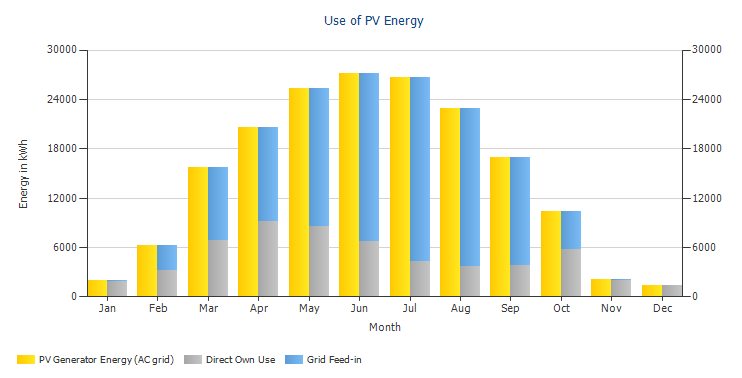 Use of PV Energy
30000 30000
24000 24000
18000 18000
12000 12000
6000 6000
0 0
Energy in kWh
Jan Feb Mar Apr May Jun Jul Aug Sep Oct Nov Dec
Month
PV Generator Energy (AC grid) Direct Own Use Grid Feed-in